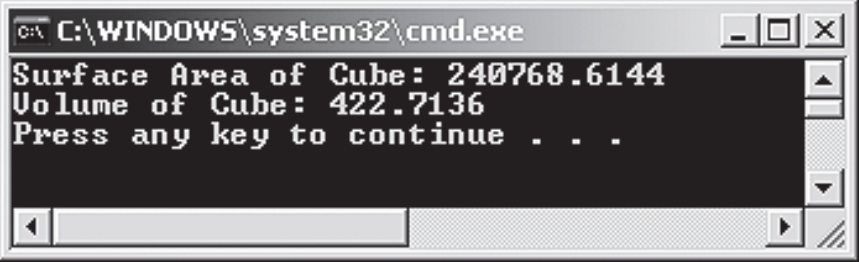 C:\WINDOWS\system32\cmd.exe
Surface Area of Cube: 240768.6144
Volume of Cube: 422.7136
Press any key to continue . . .